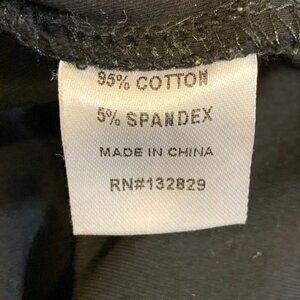 95% COTTON
5% SPANDEX
MADE IN CHINA
RN#132829